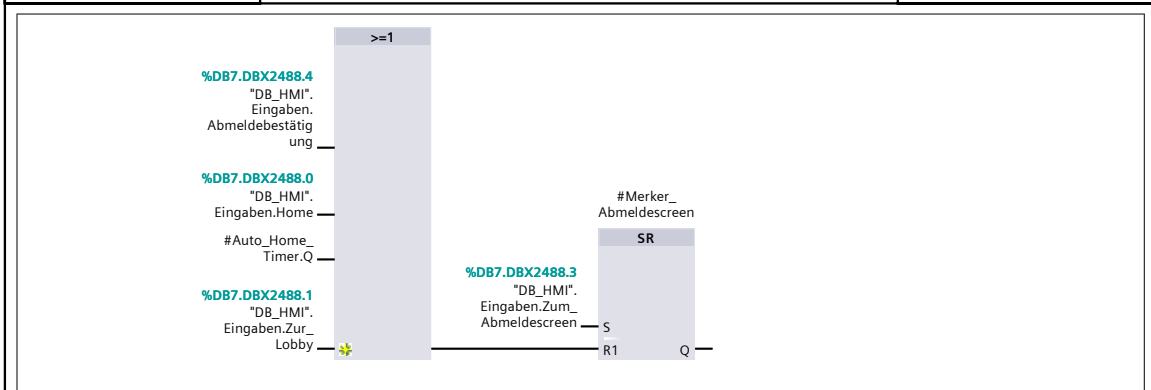 >=1
%DB7.DBX2488.4
"DB_HMI".
Eingaben.
Abmeldebestätig
ung
%DB7.DBX2488.0
"DB_HMI".
Eingaben.Home
#Auto_Home_
Timer.Q
%DB7.DBX2488.1
"DB_HMI".
Eingaben.Zur_
Lobby
#Merker_
Abmeldescreen
SR
%DB7.DBX2488.3
"DB_HMI".
Eingaben.Zum_
Abmeldescreen
S
R1 Q